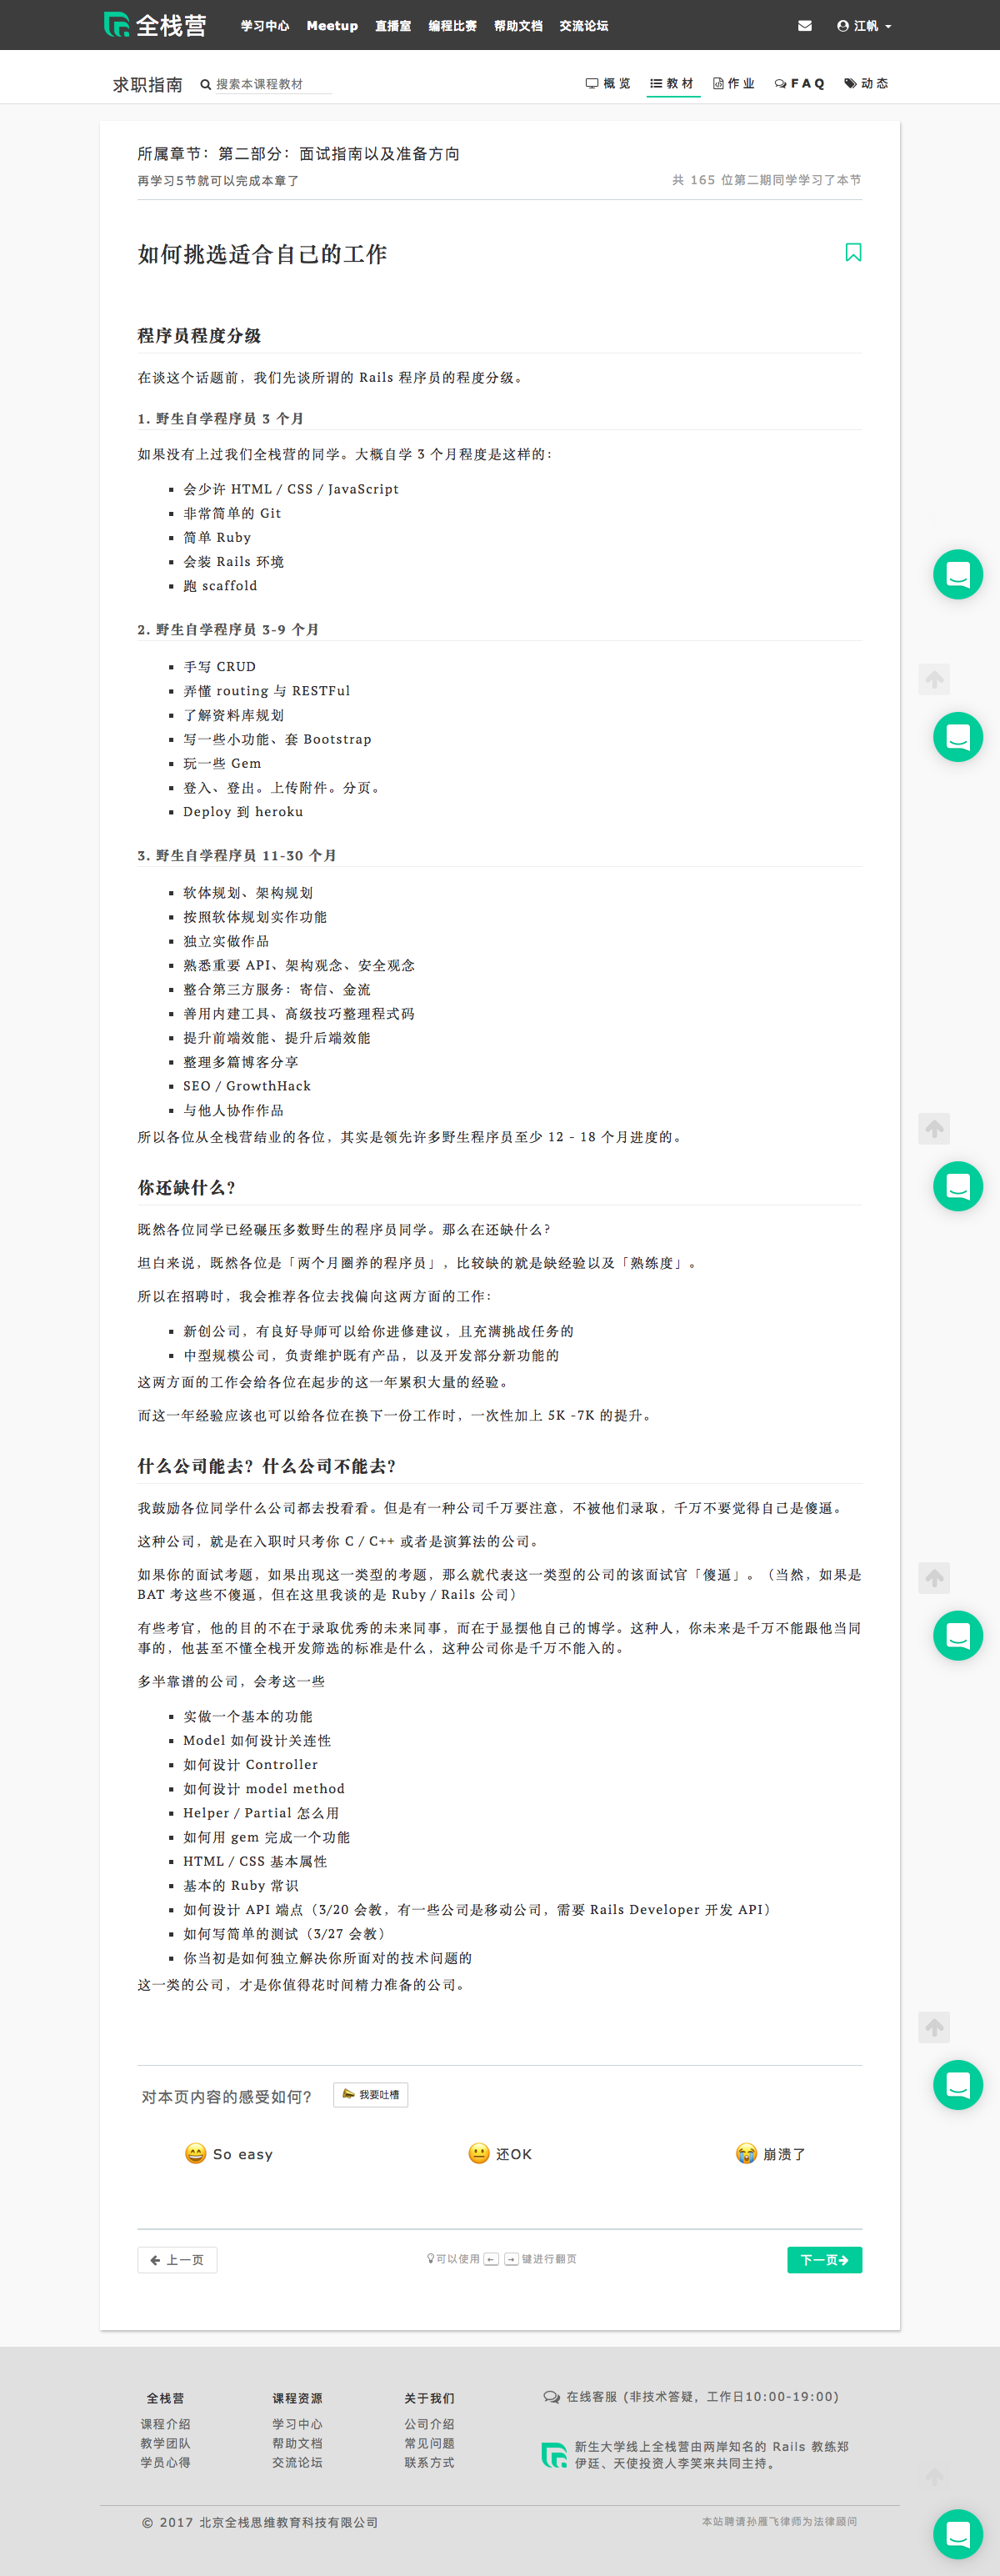 全栈营
学习中心 Meetup 直播室 编程比赛 帮助文档 交流论坛 江帆
求职指南 搜索本课程教材 概览 教材 作业 FAQ 动态
所属章节：第二部分：面试指南以及准备方向
再学习5节就可以完成本章了 共 165 位第二期同学学习了本节
如何挑选适合自己的工作
程序员程度分级
在谈这个话题前，我们先谈所谓的 Rails 程序员的程度分级。
1. 野生自学程序员 3 个月
如果没有上过我们全栈营的同学。大概自学 3 个月程度是这样的：
会少许 HTML / CSS / JavaScript
非常简单的 Git
简单 Ruby
会装 Rails 环境
跑 scaffold
2. 野生自学程序员 3-9 个月
手写 CRUD
弄懂 routing 与 RESTFul
了解资料库规划
写一些小功能、套 Bootstrap
玩一些 Gem
登入、登出。上传附件。分页。
Deploy 到 heroku
3. 野生自学程序员 11-30 个月
软体规划、架构规划
按照软体规划实作功能
独立实做作品
熟悉重要 API、架构观念、安全观念
整合第三方服务：寄信、金流
善用内建工具、高级技巧整理程式码
提升前端效能、提升后端效能
整理多篇博客分享
SEO / GrowthHack
与他人协作作品
所以各位从全栈营结业的各位，其实是领先许多野生程序员至少 12 - 18 个月进度的。
你还缺什么？
既然各位同学已经碾压多数野生的程序员同学。那么在还缺什么？
坦白来说，既然各位是「两个月圈养的程序员」，比较缺的就是缺经验以及「熟练度」。
所以在招聘时，我会推荐各位去找偏向这两方面的工作：
新创公司，有良好导师可以给你进修建议，且充满挑战任务的
中型规模公司，负责维护既有产品，以及开发部分新功能的
这两方面的工作会给各位在起步的这一年累积大量的经验。
而这一年经验应该也可以给各位在换下一份工作时，一次性加上 5K -7K 的提升。
什么公司能去？什么公司不能去？
我鼓励各位同学什么公司都去投看看。但是有一种公司千万要注意，不被他们录取，千万不要觉得自己是傻逼。
这种公司，就是在入职时只考你 C / C++ 或者是演算法的公司。
如果你的面试考题，如果出现这一类型的考题，那么就代表这一类型的公司的该面试官「傻逼」。（当然，如果是
BAT 考这些不傻逼，但在这里我谈的是 Ruby / Rails 公司）
有些考官，他的目的不在于录取优秀的未来同事，而在于显摆他自己的博学。这种人，你未来是千万不能跟他当同
事的，他甚至不懂全栈开发筛选的标准是什么，这种公司你是千万不能入的。
多半靠谱的公司，会考这一些
实做一个基本的功能
Model 如何设计关连性
如何设计 Controller
如何设计 model method
Helper / Partial 怎么用
如何用 gem 完成一个功能
HTML / CSS 基本属性
基本的 Ruby 常识
如何设计 API 端点（3/20 会教，有一些公司是移动公司，需要 Rails Developer 开发 API）
如何写简单的测试（3/27 会教）
你当初是如何独立解决你所面对的技术问题的
这一类的公司，才是你值得花时间精力准备的公司。
对本页内容的感受如何？ 我要吐槽
So easy 还OK 崩溃了
上一页 可以使用 ← → 键进行翻页 下一页
全栈营 课程资源 关于我们 在线客服 (非技术答疑，工作日10:00-19:00)
课程介绍 学习中心 公司介绍
教学团队 帮助文档 常见问题 新生大学线上全栈营由两岸知名的 Rails 教练郑
学员心得 交流论坛 联系方式 伊廷、天使投资人李笑来共同主持。
© 2017 北京全栈思维教育科技有限公司 本站聘请孙雁飞律师为法律顾问